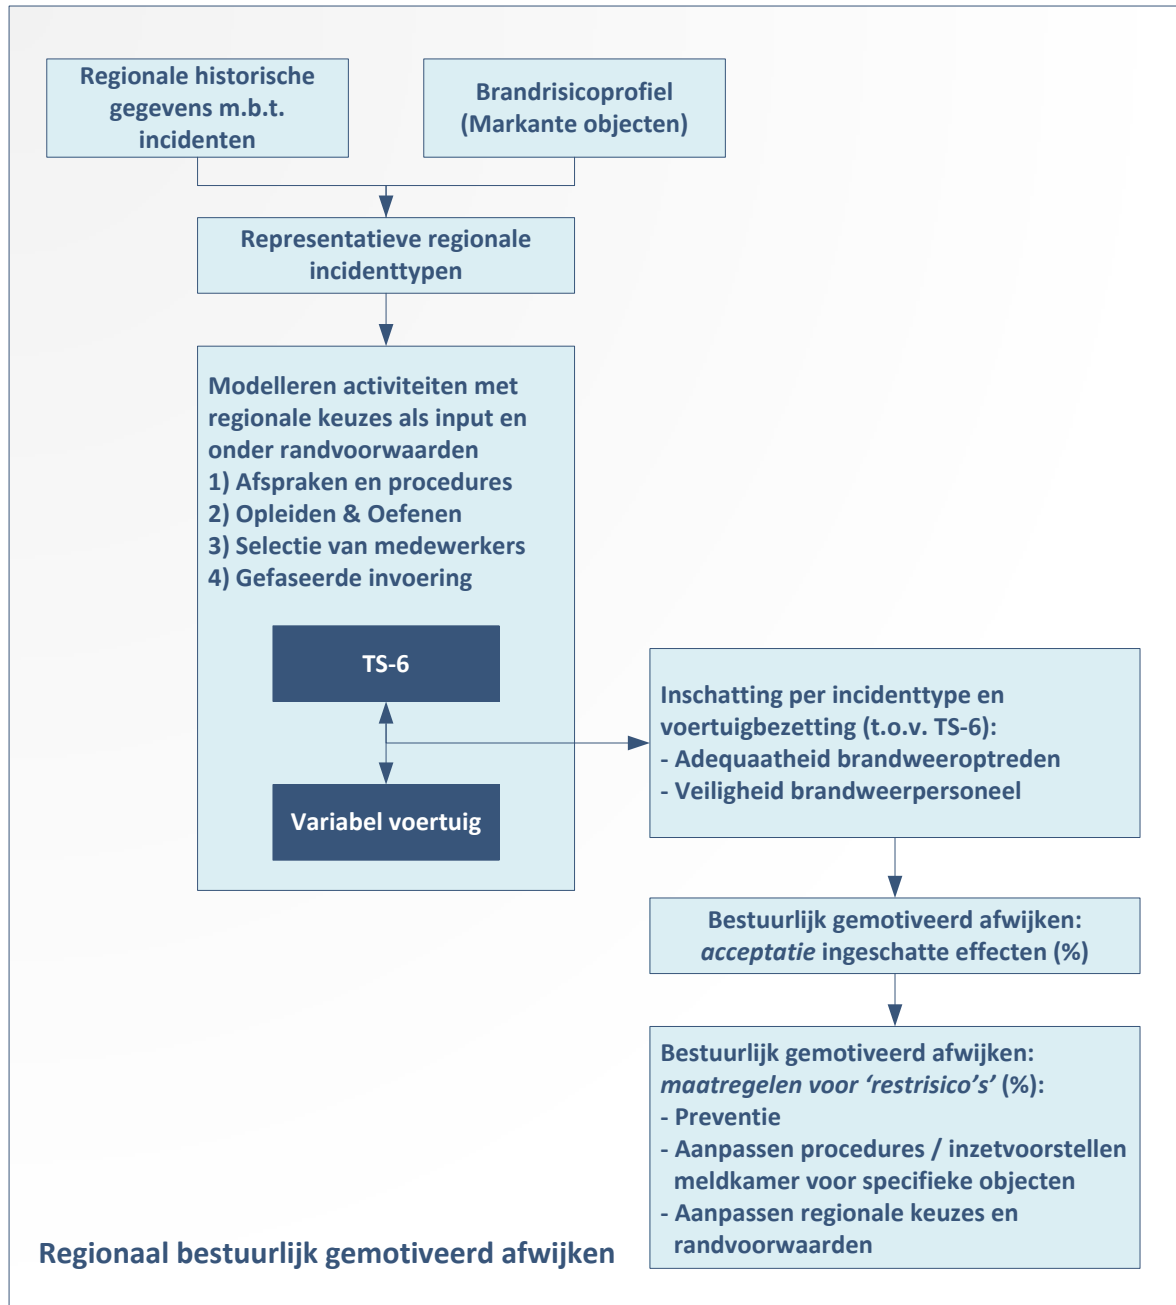 Regionale historische
gegevens m.b.t.
incidenten
Brandrisicoprofiel
(Markante objecten)
Representatieve regionale
incidenttypen
Modelleren activiteiten met
regionale keuzes als input en
onder randvoorwaarden
1) Afspraken en procedures
2) Opleiden & Oefenen
3) Selectie van medewerkers
4) Gefaseerde invoering
TS-6
Variabel voertuig
Inschatting per incidenttype en
voertuigbezetting (t.o.v. TS-6):
- Adequaatheid brandweeroptreden
- Veiligheid brandweerpersoneel
Bestuurlijk gemotiveerd afwijken:
acceptatie ingeschatte effecten (%)
Bestuurlijk gemotiveerd afwijken:
maatregelen voor ‘restrisico’s’ (%):
- Preventie
- Aanpassen procedures / inzetvoorstellen
meldkamer voor specifieke objecten
- Aanpassen regionale keuzes en
randvoorwaarden
Regionaal bestuurlijk gemotiveerd afwijken